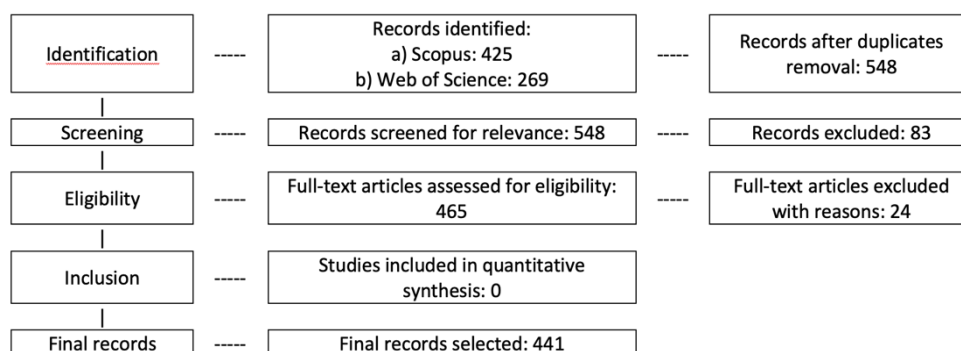 Identification
Records identified:
a) Scopus: 425
b) Web of Science: 269
Records after duplicates
removal: 548
Screening
Records screened for relevance: 548
Records excluded: 83
Eligibility
Full-text articles assessed for eligibility:
465
Full-text articles excluded
with reasons: 24
Inclusion
Studies included in quantitative
synthesis: 0
Final records
Final records selected: 441